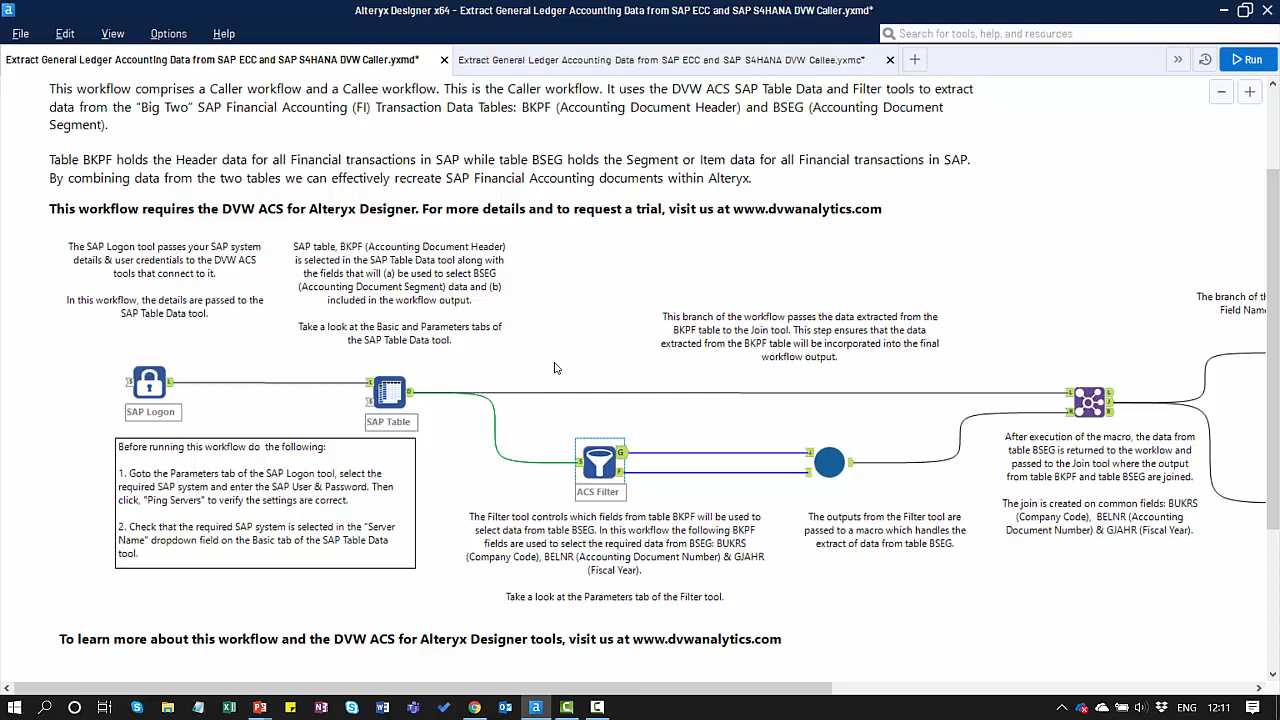 Alteryx Designer x64 - Extract General Ledger Accounting Data from SAP ECC and SAP S4HANA DVW Caller.yxmd*
File Edit View Options Help
Search for tools, help, and resources
Extract General Ledger Accounting Data from SAP ECC and SAP S4HANA DVW Caller.yxmd*
Extract General Ledger Accounting Data from SAP ECC and SAP S4HANA DVW Callee.yxmc*
Run
This workflow comprises a Caller workflow and a Callee workflow. This is the Caller workflow. It uses the DVW ACS SAP Table Data and Filter tools to extract
data from the "Big Two" SAP Financial Accounting (FI) Transaction Data Tables: BKPF (Accounting Document Header) and BSEG (Accounting Document
Segment).
Table BKPF holds the Header data for all Financial transactions in SAP while table BSEG holds the Segment or Item data for all Financial transactions in SAP.
By combining data from the two tables we can effectively recreate SAP Financial Accounting documents within Alteryx.
This workflow requires the DVW ACS for Alteryx Designer. For more details and to request a trial, visit us at www.dvwanalytics.com
The SAP Logon tool passes your SAP system
details & user credentials to the DVW ACS
tools that connect to it.
In this workflow, the details are passed to the
SAP Table Data tool.
SAP table, BKPF (Accounting Document Header)
is selected in the SAP Table Data tool along with
the fields that will (a) be used to select BSEG
(Accounting Document Segment) data and (b)
included in the workflow output.
Take a look at the Basic and Parameters tabs of
the SAP Table Data tool.
This branch of the workflow passes the data extracted from the
BKPF table to the Join tool. This step ensures that the data
extracted from the BKPF table will be incorporated into the final
workflow output.
The branch of th
Field Nam
S
L
SAP Logon
L
S
D
SAP Table
L
R
L
J
R
S
G
F
ACS Filter
Before running this workflow do the following:
1. Goto the Parameters tab of the SAP Logon tool, select the
required SAP system and enter the SAP User & Password. Then
click, "Ping Servers" to verify the settings are correct.
2. Check that the required SAP system is selected in the "Server
Name" dropdown field on the Basic tab of the SAP Table Data
tool.
The Filter tool controls which fields from table BKPF will be used to
select data from table BSEG. In this workflow the following BKPF
fields are used to select the required data from BSEG: BUKRS
(Company Code), BELNR (Accounting Document Number) & GJAHR
(Fiscal Year).
Take a look at the Parameters tab of the Filter tool.
The outputs from the Filter tool are
passed to a macro which handles the
extract of data from table BSEG.
After execution of the macro, the data from
table BSEG is returned to the worklow and
passed to the Join tool where the output
from table BKPF and table BSEG are joined.
The join is created on common fields: BUKRS
(Company Code), BELNR (Accounting
Document Number) & GJAHR (Fiscal Year).
To learn more about this workflow and the DVW ACS for Alteryx Designer tools, visit us at www.dvwanalytics.com
ENG 12:11